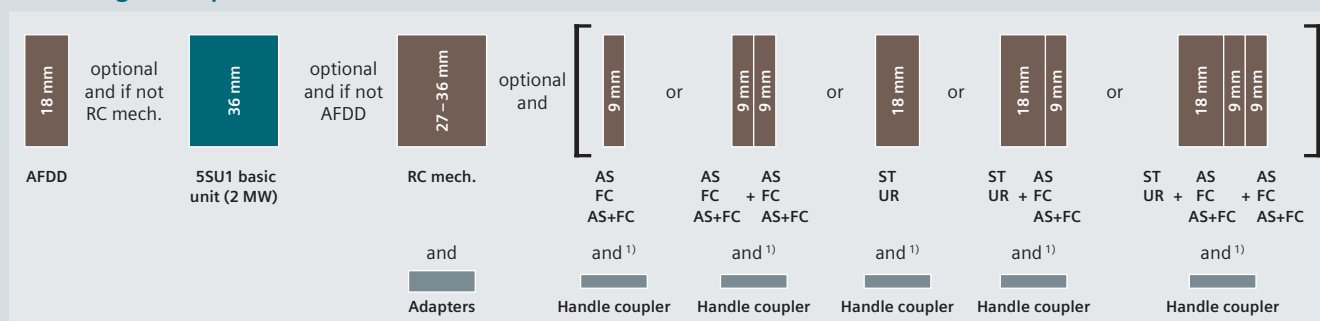 18 mm
optional
and if not
RC mech.
36 mm
optional
and if not
AFDD
27 – 36 mm
optional
and
9 mm
or
9 mm
9 mm
or
18 mm
or
18 mm
9 mm
or
18 mm
9 mm
9 mm
AFDD
5SU1 basic
unit (2 MW)
RC mech.
AS
FC
AS+FC
AS AS
FC + FC
AS+FC AS+FC
ST
UR
ST AS
UR + FC
AS+FC
ST AS AS
UR + FC + FC
AS+FC AS+FC
and
and 1)
and 1)
and 1)
and 1)
and 1)
Adapters
Handle coupler
Handle coupler
Handle coupler
Handle coupler
Handle coupler